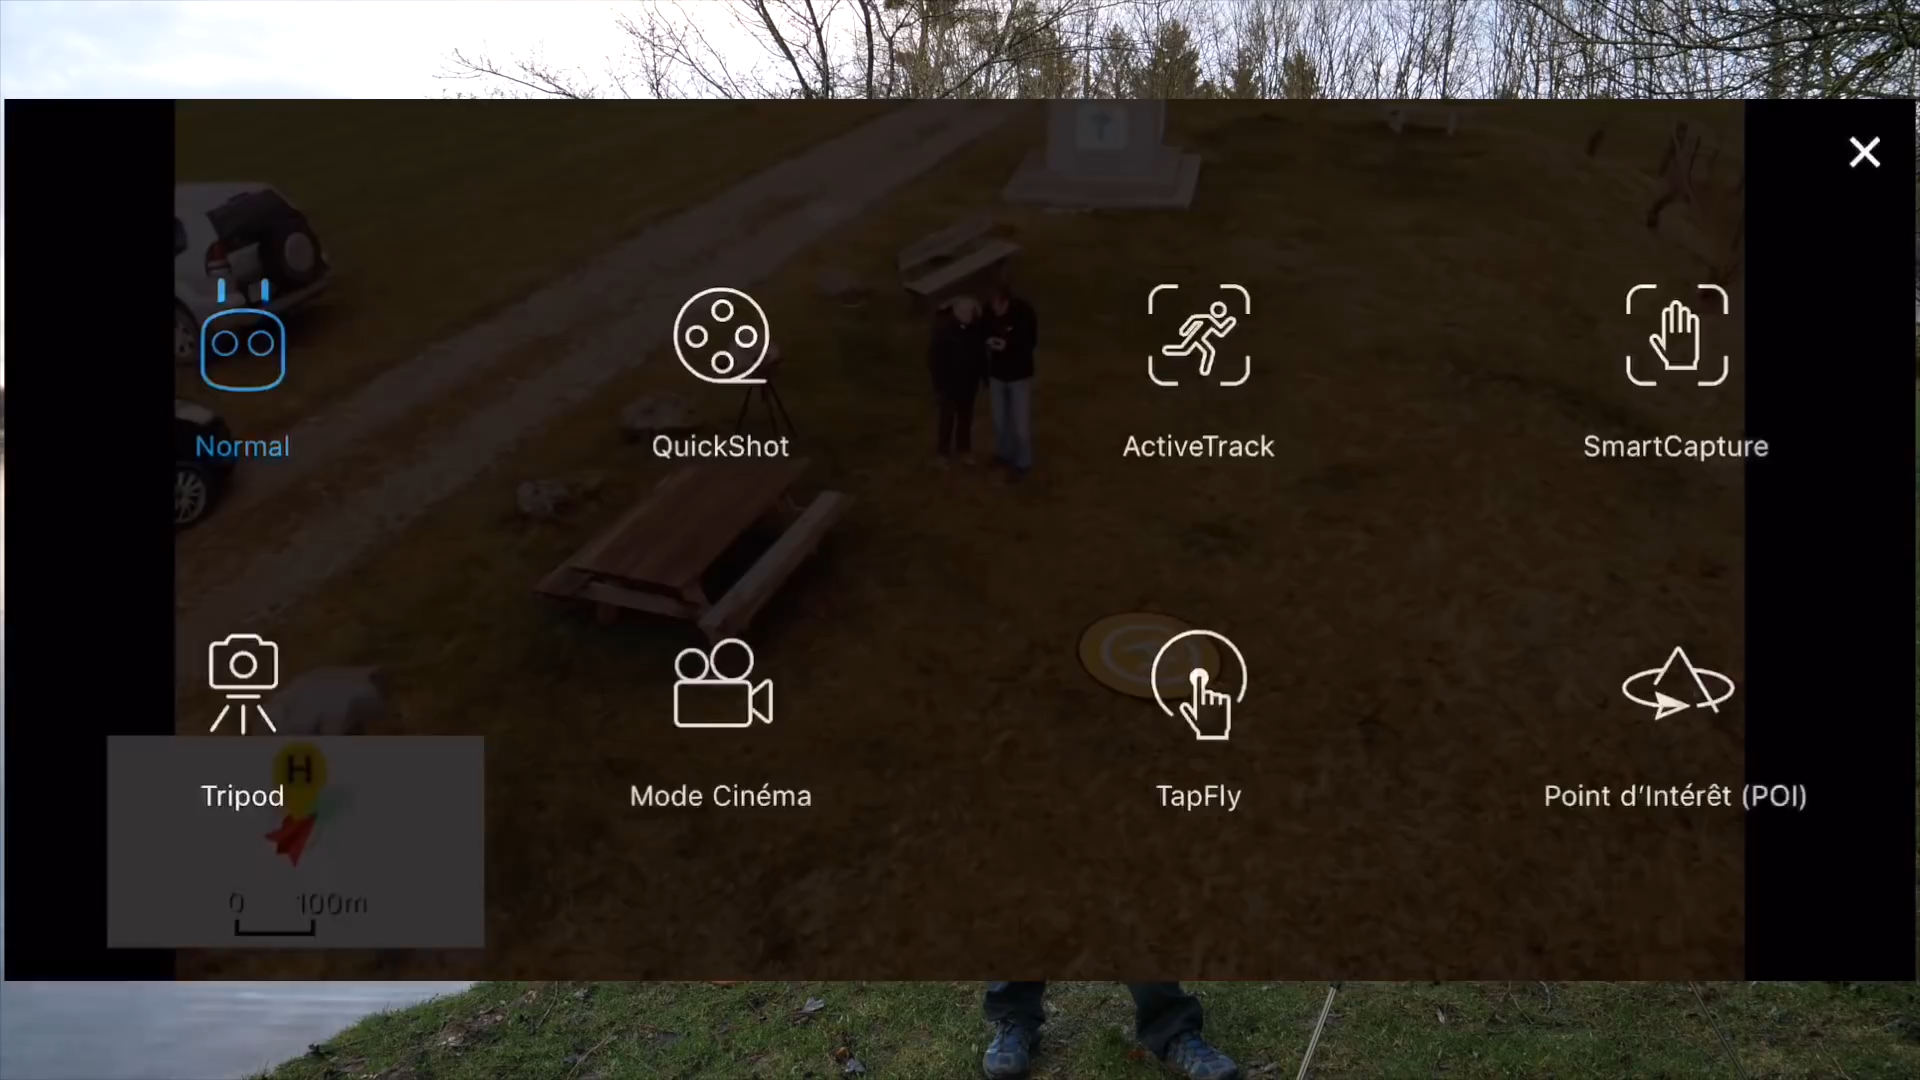 Normal
QuickShot
ActiveTrack
SmartCapture
H
Tripod
Mode Cinéma
TapFly
Point d’Intérêt (POI)
0 100m